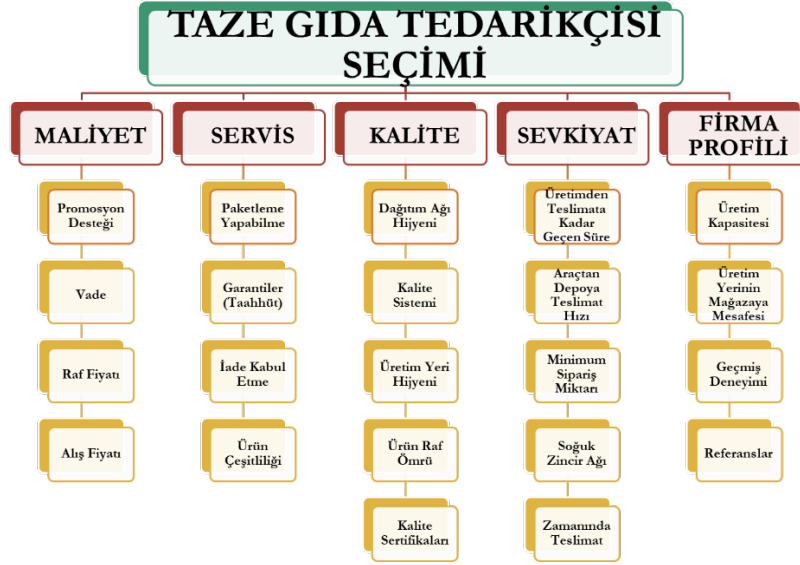 TAZE GIDA TEDARİKÇİSİ
SEÇİMİ
MALİYET
Promosyon
Desteği
Vade
Raf Fiyatı
Alış Fiyatı
SERVİS
Paketleme
Yapabilme
Garantiler
(Taahhüt)
İade Kabul
Etme
Ürün
Çeşitliliği
KALİTE
Dağıtım Ağı
Hijyeni
Kalite
Sistemi
Üretim Yeri
Hijyeni
Ürün Raf
Ömrü
Kalite
Sertifikaları
SEVKİYAT
Üretimden
Teslimata
Kadar
Geçen Süre
Araçtan
Depoya
Teslimat
Hızı
Minimum
Sipariş
Miktarı
Soğuk
Zincir Ağı
Zamanında
Teslimat
FİRMA
PROFİLİ
Üretim
Kapasitesi
Üretim
Yerinin
Mağazaya
Mesafesi
Geçmiş
Deneyimi
Referanslar